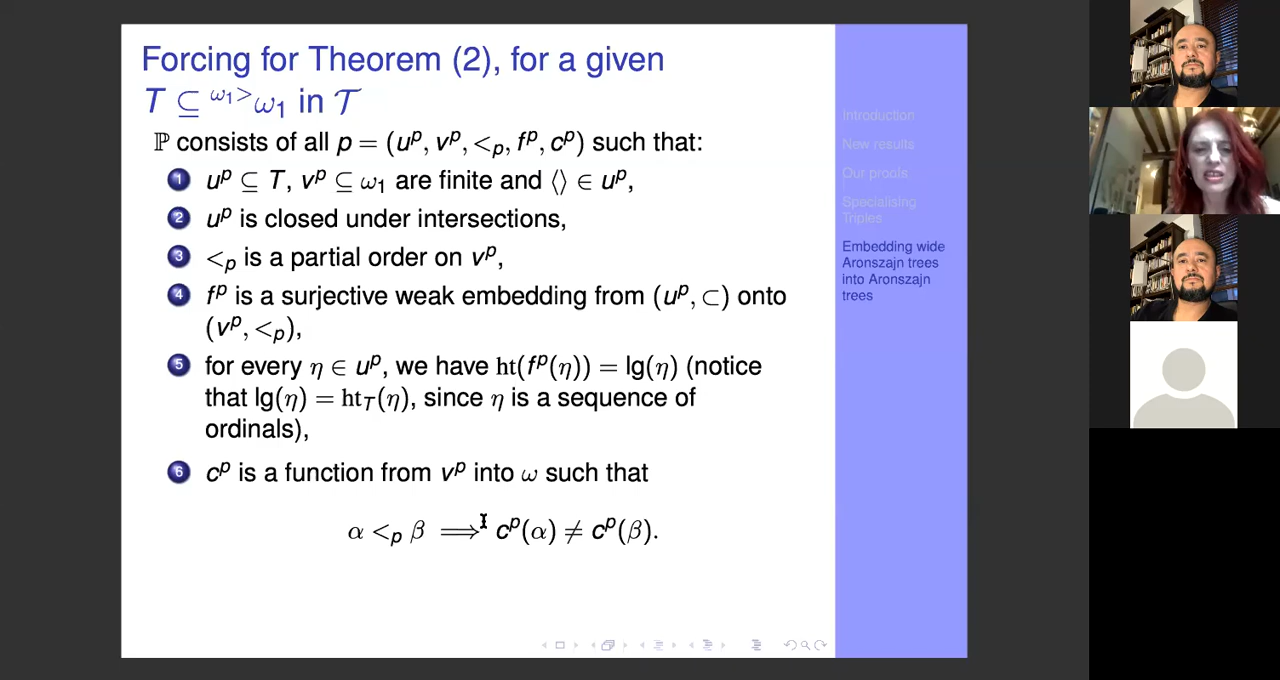 Forcing for Theorem (2), for a given
T ⊆ ^{ω₁>}ω₁ in 𝒯
ℙ consists of all p = (u^p, v^p, <_p, f^p, c^p) such that:
1 u^p ⊆ T, v^p ⊆ ω₁ are finite and ⟨⟩ ∈ u^p,
2 u^p is closed under intersections,
3 <_p is a partial order on v^p,
4 f^p is a surjective weak embedding from (u^p, ⊂) onto
(v^p, <_p),
5 for every η ∈ u^p, we have ht(f^p(η)) = lg(η) (notice
that lg(η) = ht_T(η), since η is a sequence of
ordinals),
6 c^p is a function from v^p into ω such that
α <_p β ⟹ c^p(α) ≠ c^p(β).
Introduction
New results
Our proofs
Specialising
Triples
Embedding wide
Aronszajn trees
into Aronszajn
trees